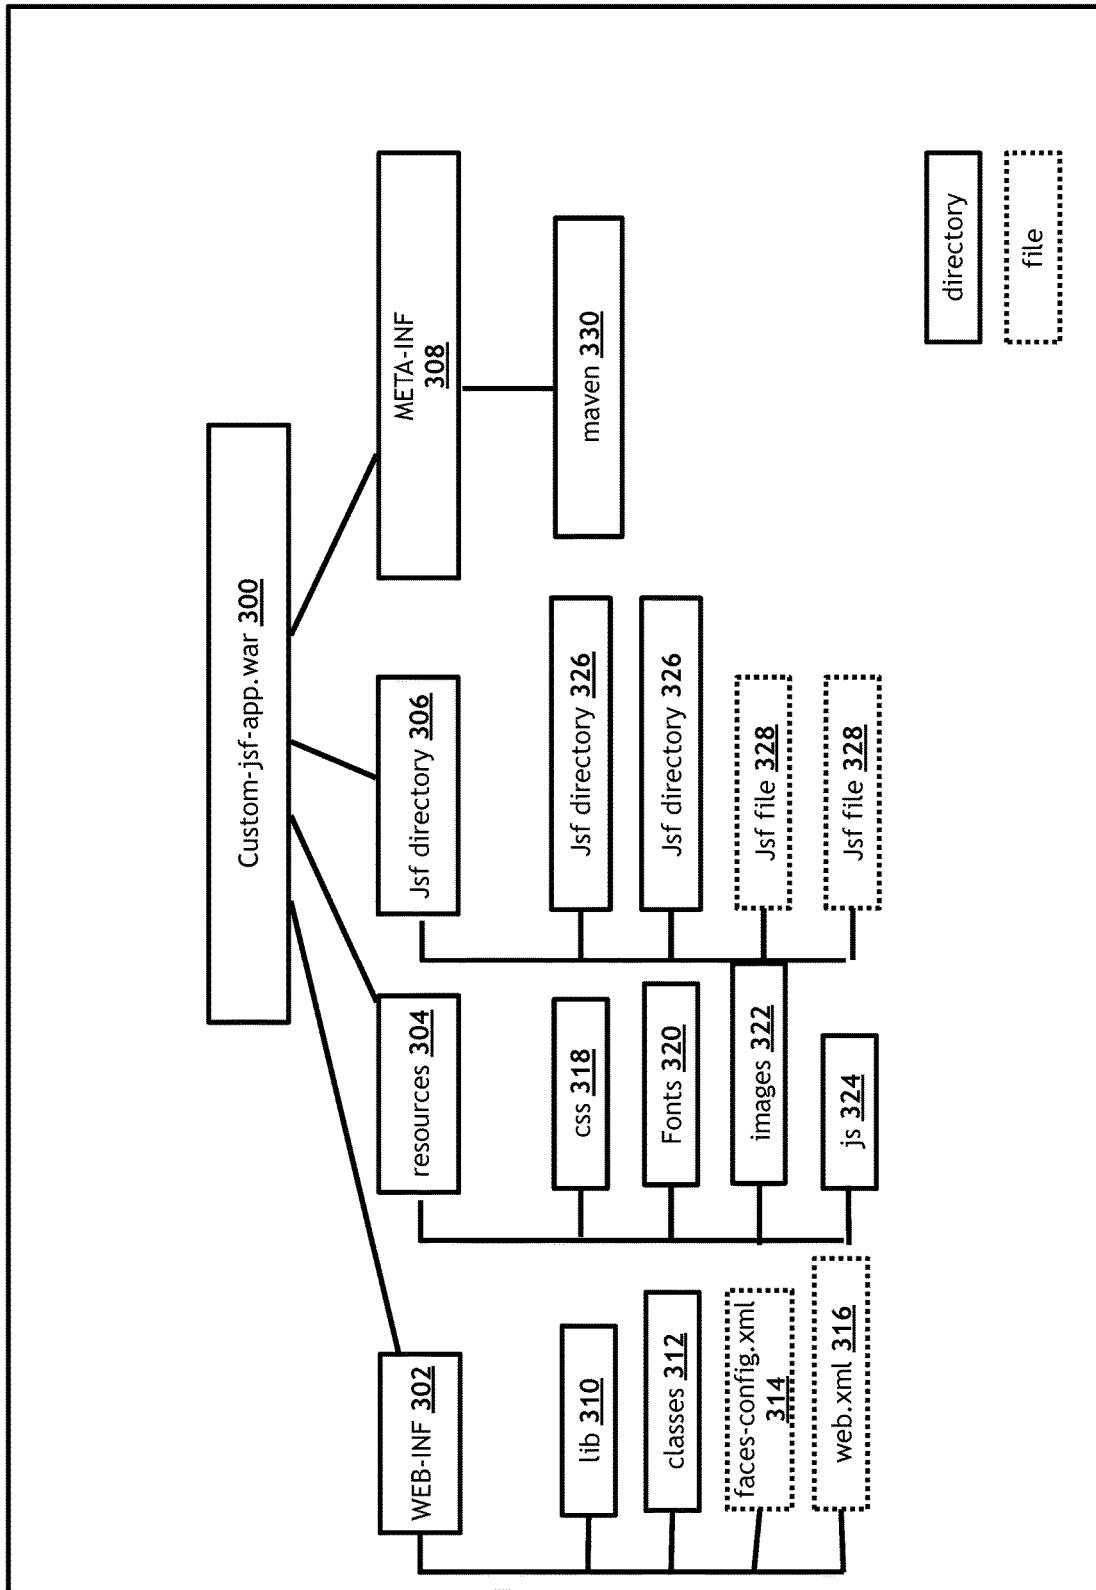 Custom-jsf-app.war 300
WEB-INF 302
resources 304
Jsf directory 306
META-INF
308
lib 310
css 318
Jsf directory 326
maven 330
classes 312
Fonts 320
Jsf directory 326
faces-config.xml
314
images 322
Jsf file 328
web.xml 316
js 324
Jsf file 328
directory
file